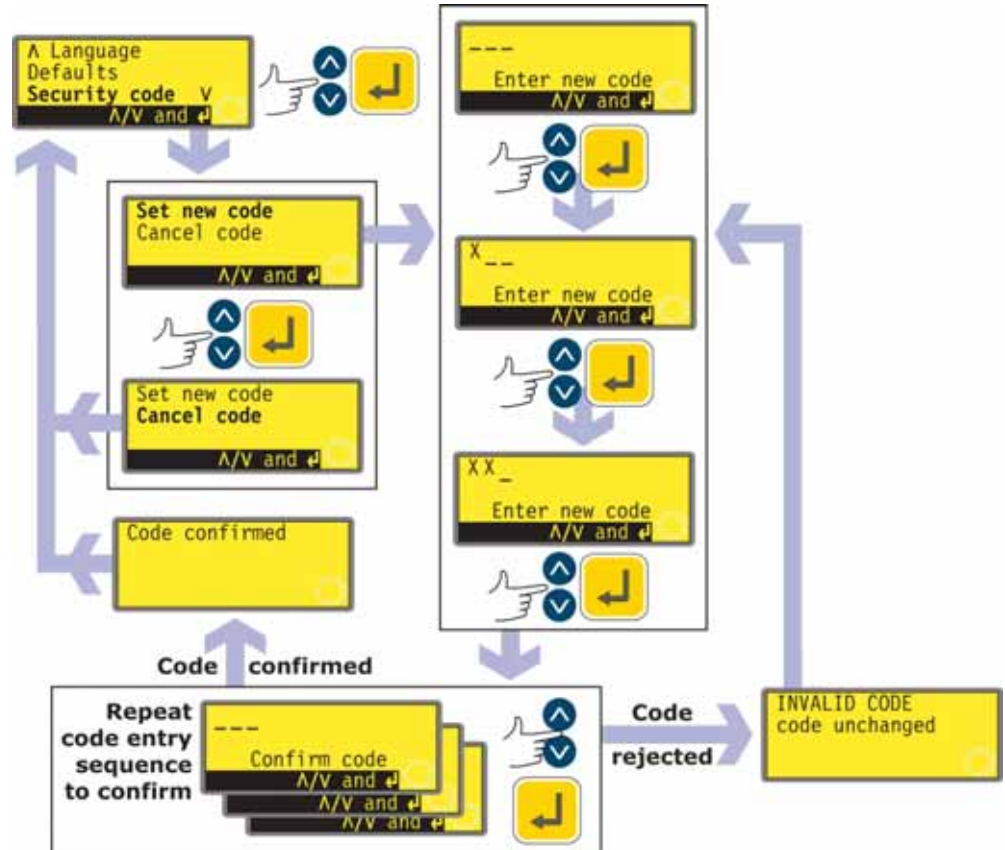 Λ Language
Defaults
Security code V
Λ/V and ↲
Set new code
Cancel code
Λ/V and ↲
Set new code
Cancel code
Λ/V and ↲
Code confirmed
_ _ _
Enter new code
Λ/V and ↲
X _ _
Enter new code
Λ/V and ↲
X X _
Enter new code
Λ/V and ↲
Code confirmed
Repeat
code entry
sequence
to confirm
_ _ _
Confirm code
Λ/V and ↲
Λ/V and ↲
Λ/V and ↲
Code
rejected
INVALID CODE
code unchanged